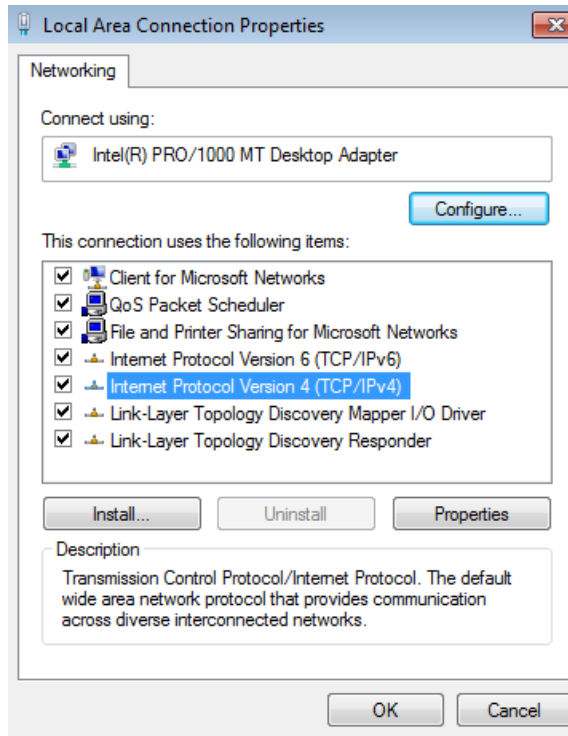 Local Area Connection Properties
Networking
Connect using:
Intel(R) PRO/1000 MT Desktop Adapter
Configure...
This connection uses the following items:
Client for Microsoft Networks
QoS Packet Scheduler
File and Printer Sharing for Microsoft Networks
Internet Protocol Version 6 (TCP/IPv6)
Internet Protocol Version 4 (TCP/IPv4)
Link-Layer Topology Discovery Mapper I/O Driver
Link-Layer Topology Discovery Responder
Install... Uninstall Properties
Description
Transmission Control Protocol/Internet Protocol. The default
wide area network protocol that provides communication
across diverse interconnected networks.
OK Cancel